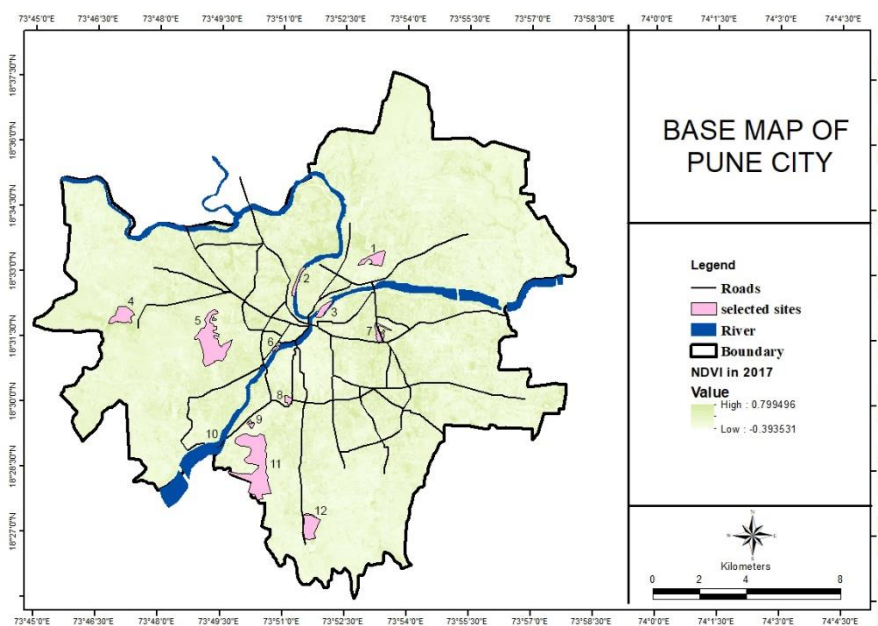 73°45'0"E 73°46'30"E 73°48'0"E 73°49'30"E 73°51'0"E 73°52'30"E 73°54'0"E 73°55'30"E 73°57'0"E 73°58'30"E 74°0'E 74°1'30"E 74°3'0"E 74°4'30"E
18°37'30"N
18°36'0"N
18°34'30"N
18°33'0"N
18°31'30"N
18°30'0"N
18°28'30"N
18°27'0"N
1
2
3
4
5
6
7
8
9
10
11
12
BASE MAP OF
PUNE CITY
Legend
Roads
selected sites
River
Boundary
NDVI in 2017
Value
High : 0.799496
Low : -0.393531
Kilometers
0 2 4 8
73°45'0"E 73°46'30"E 73°48'0"E 73°49'30"E 73°51'0"E 73°52'30"E 73°54'0"E 73°55'30"E 73°57'0"E 73°58'30"E 74°0'E 74°1'30"E 74°3'0"E 74°4'30"E